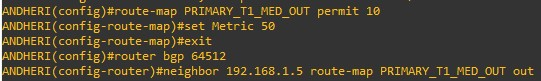 ANDHERI(config)#route-map PRIMARY_T1_MED_OUT permit 10
ANDHERI(config-route-map)#set Metric 50
ANDHERI(config-route-map)#exit
ANDHERI(config)#router bgp 64512
ANDHERI(config-router)#neighbor 192.168.1.5 route-map PRIMARY_T1_MED_OUT out